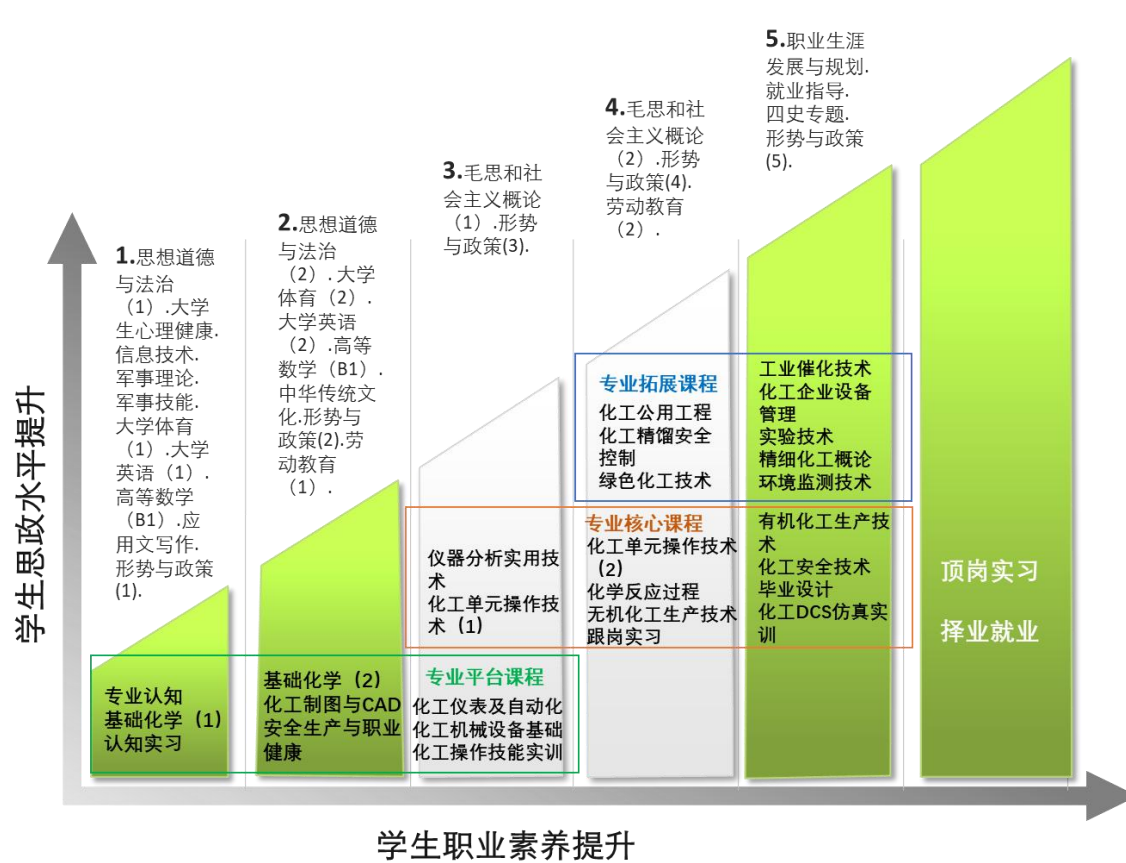 5.职业生涯
发展与规划.
就业指导.
四史专题.
形势与政策
(5).
4.毛思和社
会主义概论
（2）.形势
与政策(4).
劳动教育
（2）.
3.毛思和社
会主义概论
（1）.形势
与政策(3).
2.思想道德
与法治
（2）.大学
体育（2）.
大学英语
（2）.高等
数学（B1）.
中华传统文
化.形势与
政策(2).劳
动教育
（1）.
1.思想道德
与法治
（1）.大学
生心理健康.
信息技术.
军事理论.
军事技能.
大学体育
（1）.大学
英语（1）.
高等数学
（B1）.应
用文写作.
形势与政策
(1).
学生思政水平提升
专业拓展课程
化工公用工程
化工精馏安全
控制
绿色化工技术
工业催化技术
化工企业设备
管理
实验技术
精细化工概论
环境监测技术
专业核心课程
仪器分析实用技
术
化工单元操作技
术（1）
化工单元操作技术
（2）
化学反应过程
无机化工生产技术
跟岗实习
有机化工生产技
术
化工安全技术
毕业设计
化工DCS仿真实
训
专业平台课程
专业认知
基础化学（1）
认知实习
基础化学（2）
化工制图与CAD
安全生产与职业
健康
化工仪表及自动化
化工机械设备基础
化工操作技能实训
顶岗实习
择业就业
学生职业素养提升